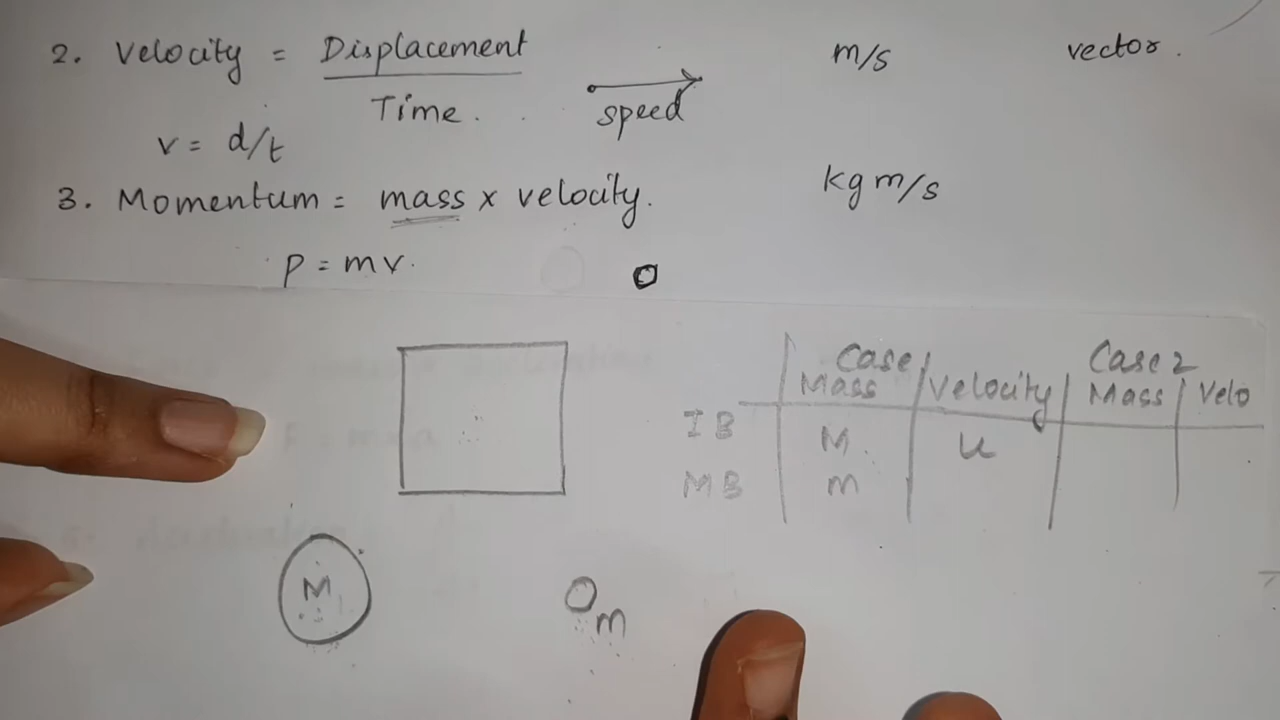 2. Velocity = Displacement m/s vector.
Time. speed
v = d/t
3. Momentum = mass x velocity. kg m/s
p = mv.
Case 1 Case 2
Mass Velocity Mass Velo
IB M u
MB m
M
m